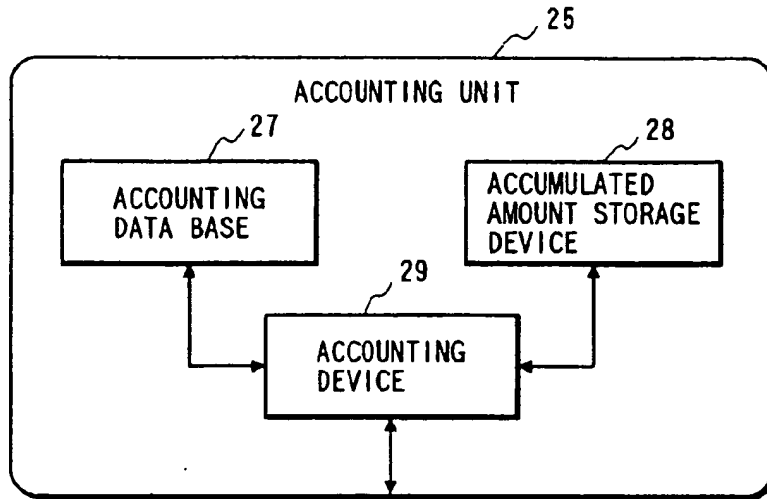 25
ACCOUNTING UNIT
27
28
ACCOUNTING
DATA BASE
ACCUMULATED
AMOUNT STORAGE
DEVICE
29
ACCOUNTING
DEVICE